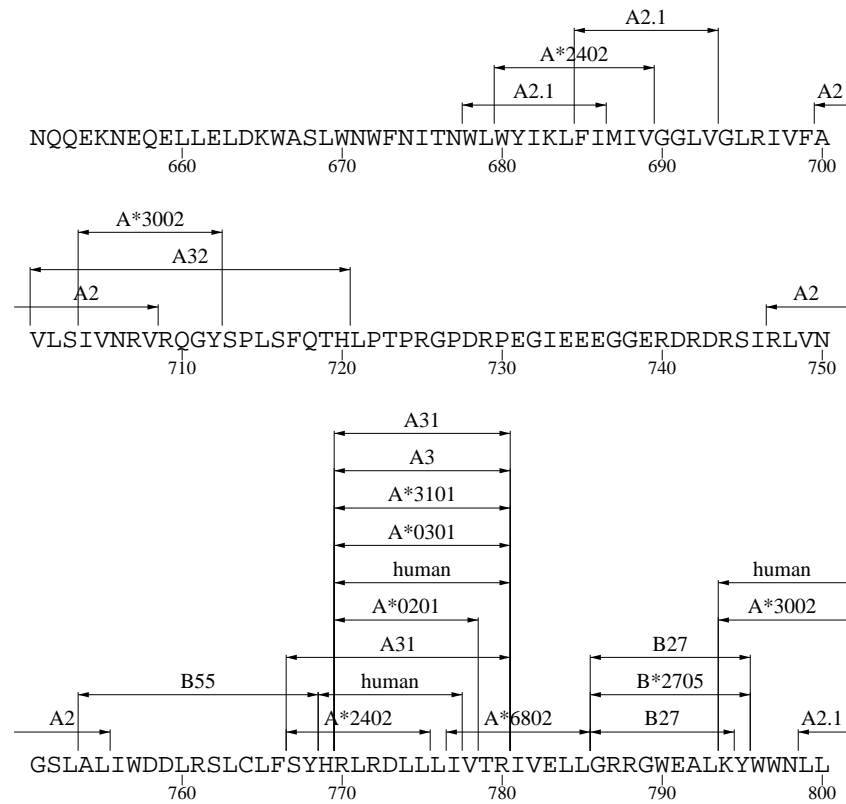 A2.1
A*2402
A2.1 A2
NQQEKNEQELLELDKWASLWNWFNITNWLWYIKLFIMIVGGLVGLRIVFA
660 670 680 690 700
A*3002
A32
A2 A2
VLSIVNRVRQGYSPLSFQTHLPTPRGPDRPEGIEEEGGERDRDRSIRLVN
710 720 730 740 750
A31
A3
A*3101
A*0301
human human
A*0201 A*3002
A31 B27
B55 human B*2705
A2 A*2402 A*6802 B27 A2.1
GSLALIWDDLRSLCLFSYHRLRDLLLIVTRIVELLGRRGWEALKYWWNLL
760 770 780 790 800